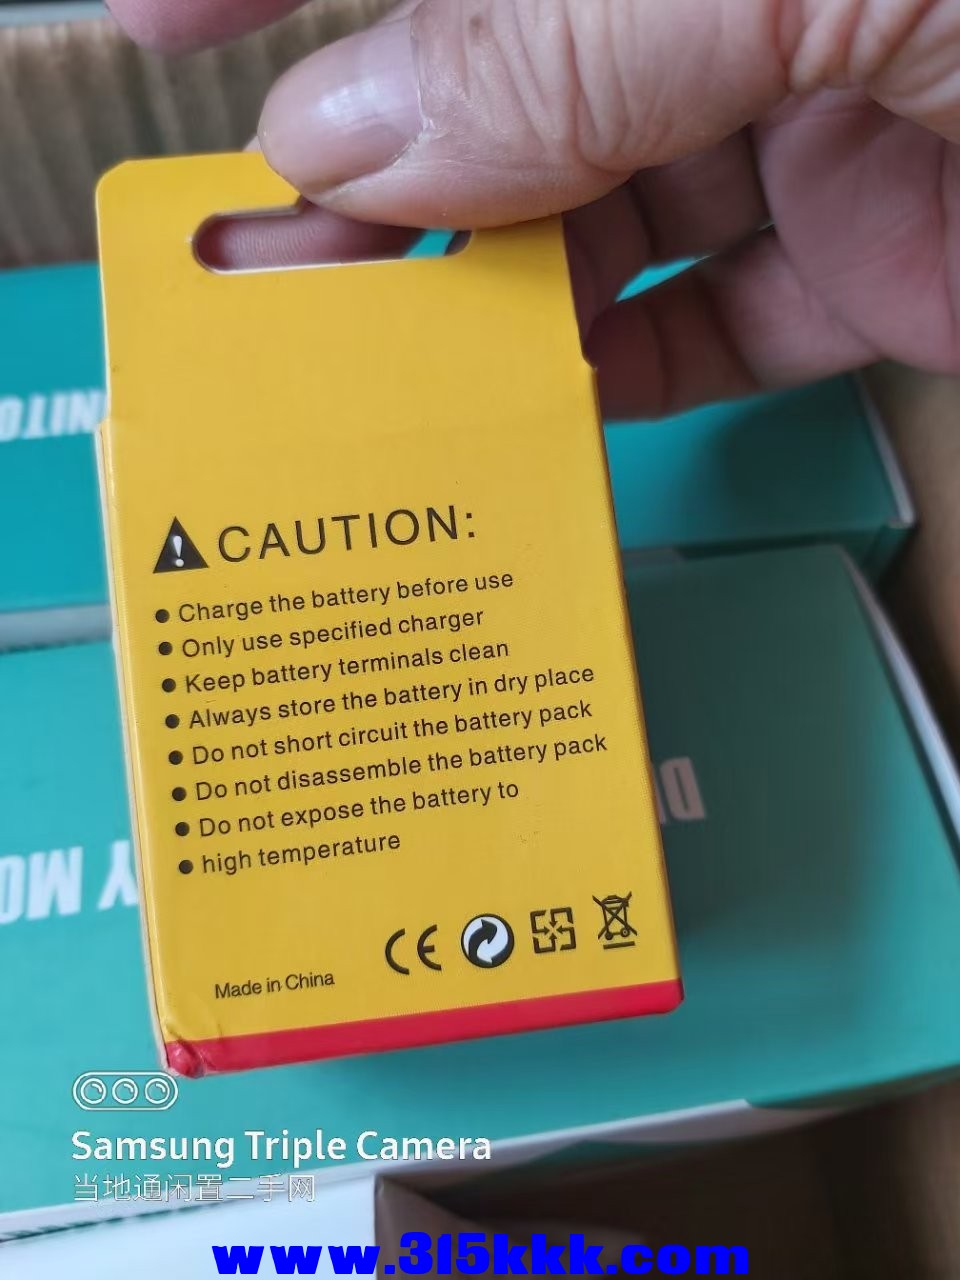 CAUTION:
Charge the battery before use
Only use specified charger
Keep battery terminals clean
Always store the battery in dry place
Do not short circuit the battery pack
Do not disassemble the battery pack
Do not expose the battery to
high temperature
CE
Made in China
Samsung Triple Camera
当地通闲置二手网
www.315kkk.com